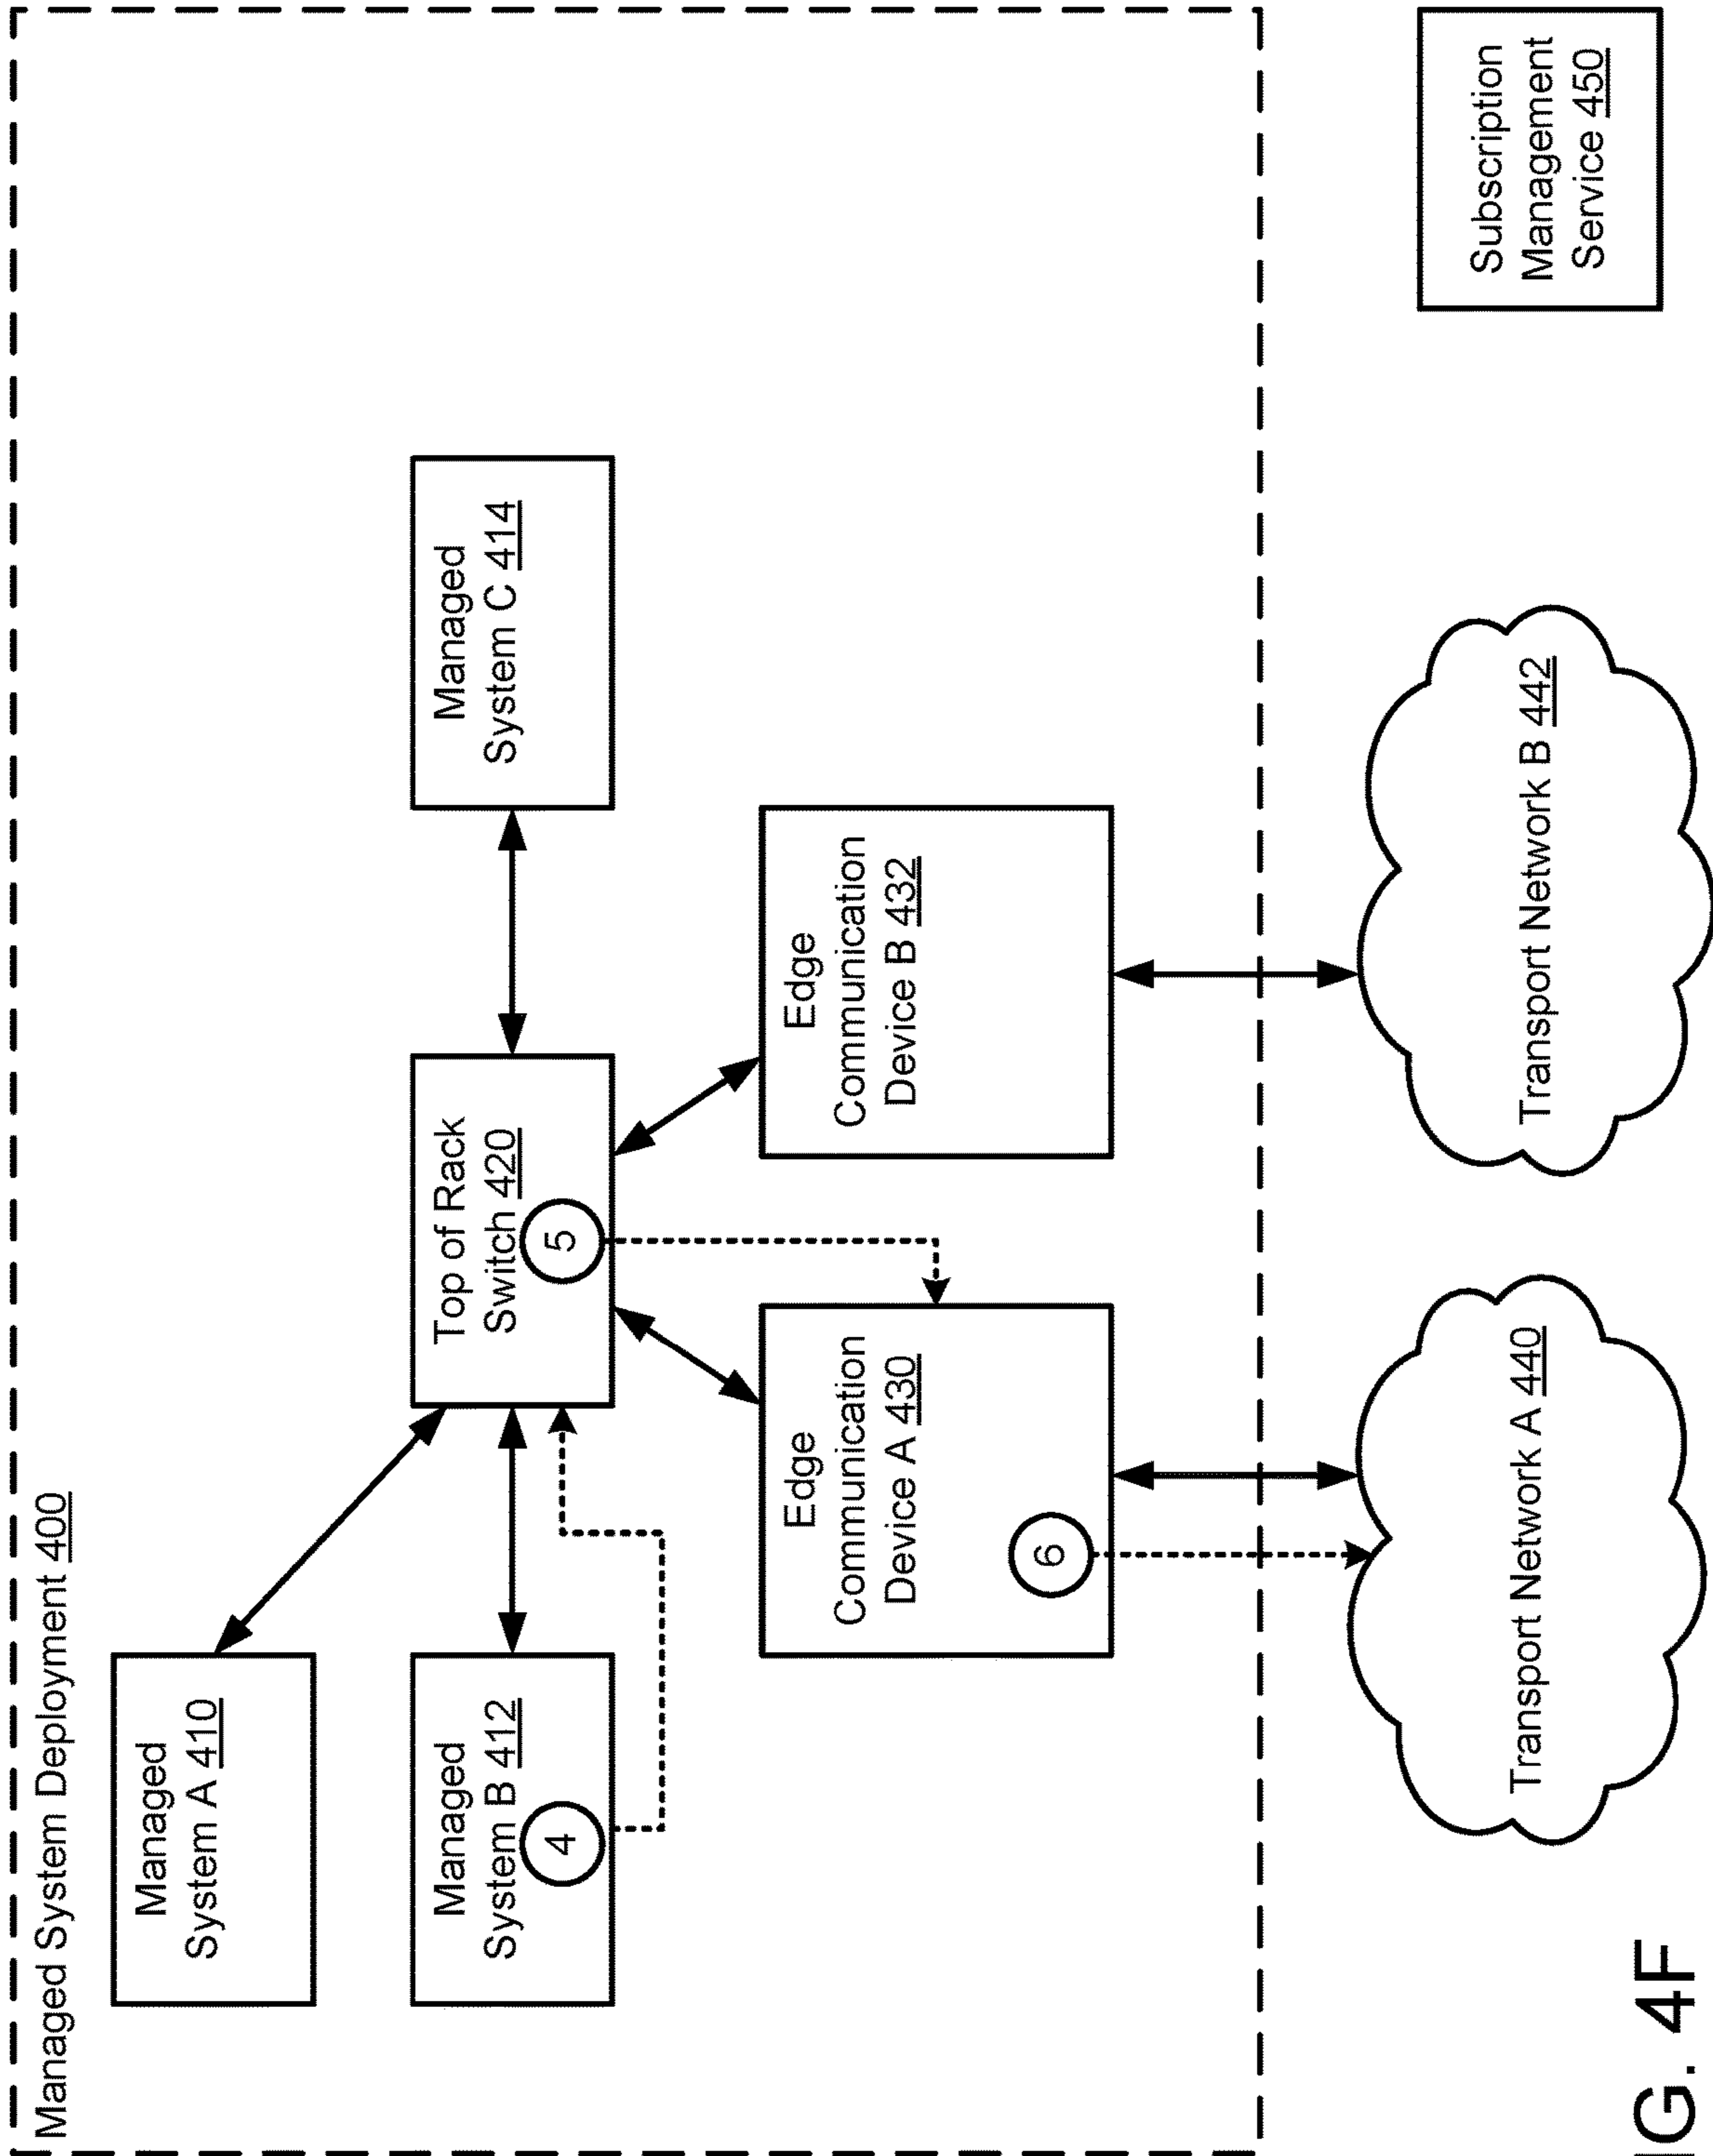 Managed System Deployment 400
Managed
System A 410
Managed
System B 412
4
Top of Rack
Switch 420
5
Managed
System C 414
Edge
Communication
Device A 430
6
Edge
Communication
Device B 432
Transport Network A 440
Transport Network B 442
Subscription
Management
Service 450
IG. 4F